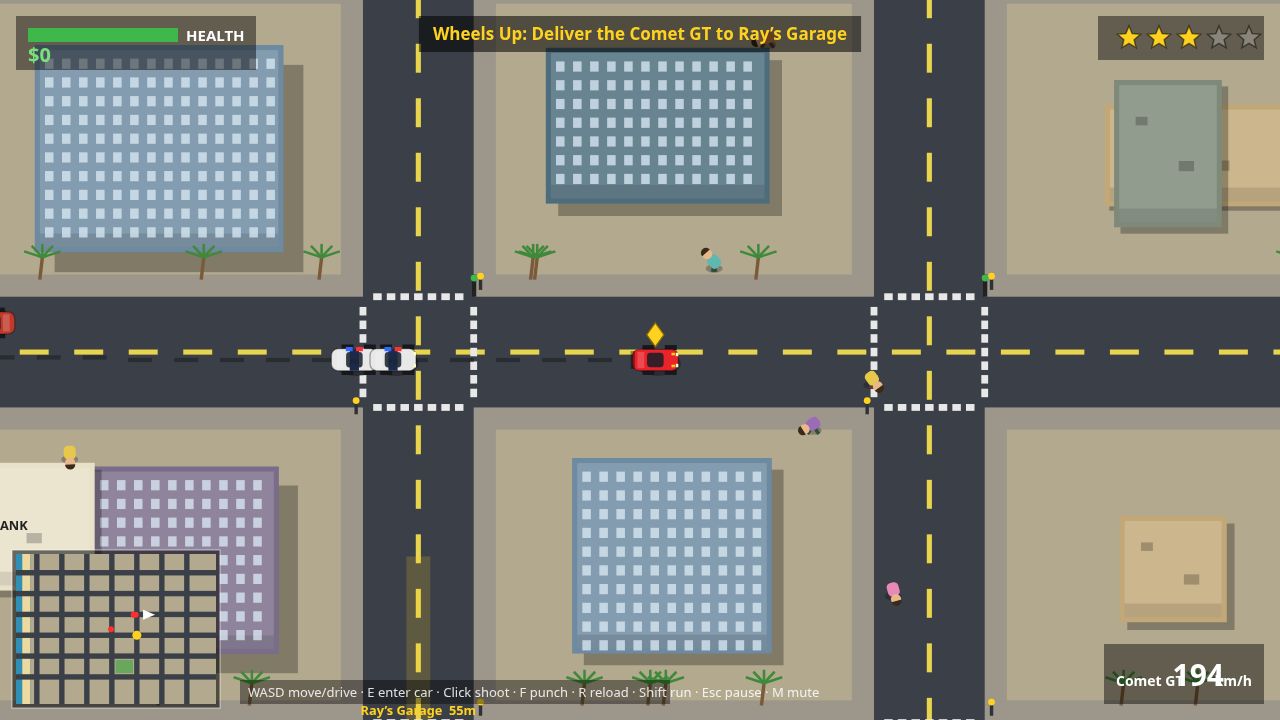 HEALTH
$0
Wheels Up: Deliver the Comet GT to Ray's Garage
ANK
WASD move/drive · E enter car · Click shoot · F punch · R reload · Shift run · Esc pause · M mute
Ray's Garage 55m
Comet GT 194 km/h